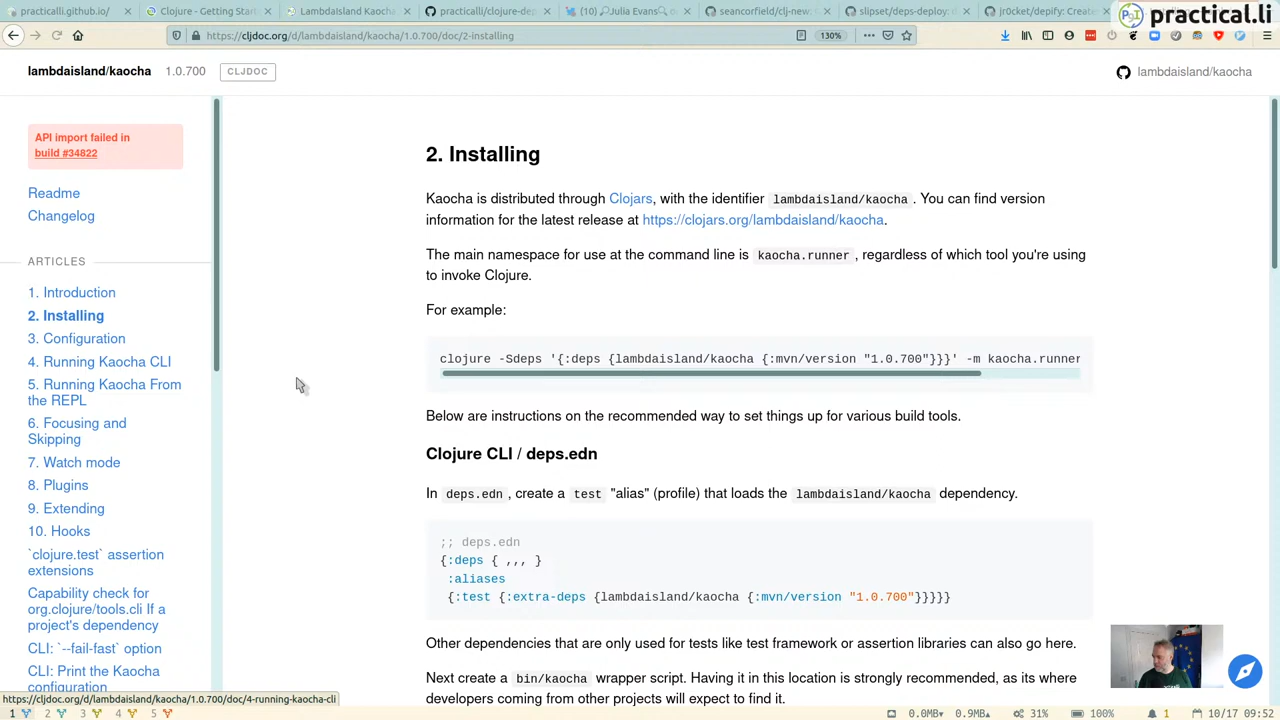 practicalli.github.io/
Clojure - Getting Star
LambdaIsland Kaocha
practicalli/clojure-dep
(10) Julia Evans
seancorfield/clj-new:
slipset/deps-deploy:
jr0cket/depify: Create
practical.li
https://cljdoc.org/d/lambdaisland/kaocha/1.0.700/doc/2-installing
130%
lambdaisland/kaocha 1.0.700 CLJDOC
lambdaisland/kaocha
API import failed in
build #34822
Readme
Changelog
ARTICLES
1. Introduction
2. Installing
3. Configuration
4. Running Kaocha CLI
5. Running Kaocha From
the REPL
6. Focusing and
Skipping
7. Watch mode
8. Plugins
9. Extending
10. Hooks
`clojure.test` assertion
extensions
Capability check for
org.clojure/tools.cli If a
project's dependency
CLI: `--fail-fast` option
CLI: Print the Kaocha
configuration
2. Installing
Kaocha is distributed through Clojars, with the identifier lambdaisland/kaocha. You can find version
information for the latest release at https://clojars.org/lambdaisland/kaocha.
The main namespace for use at the command line is kaocha.runner, regardless of which tool you're using
to invoke Clojure.
For example:
clojure -Sdeps '{:deps {lambdaisland/kaocha {:mvn/version "1.0.700"}}}' -m kaocha.runner
Below are instructions on the recommended way to set things up for various build tools.
Clojure CLI / deps.edn
In deps.edn, create a test "alias" (profile) that loads the lambdaisland/kaocha dependency.
;; deps.edn
{:deps { ,,, }
:aliases
{:test {:extra-deps {lambdaisland/kaocha {:mvn/version "1.0.700"}}}}}
Other dependencies that are only used for tests like test framework or assertion libraries can also go here.
Next create a bin/kaocha wrapper script. Having it in this location is strongly recommended, as its where
developers coming from other projects will expect to find it.
https://cljdoc.org/d/lambdaisland/kaocha/1.0.700/doc/4-running-kaocha-cli
1 2 3 4 5
0.0MB 0.9MB 31% 100% 1 10/17 09:52